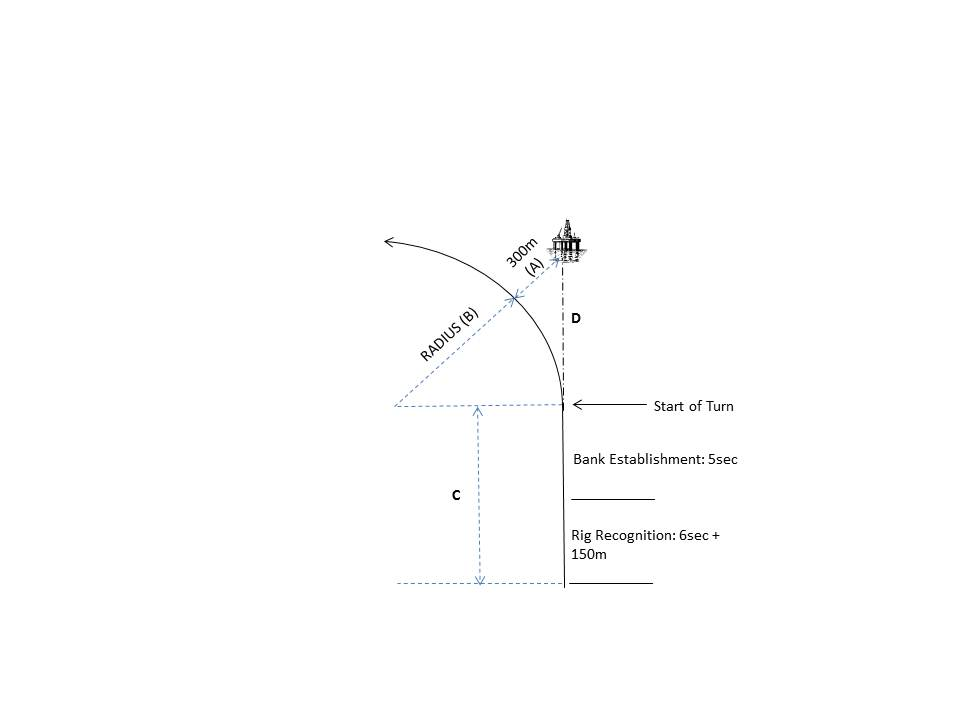 300m
(A)
RADIUS (B)
D
Start of Turn
Bank Establishment: 5sec
C
Rig Recognition: 6sec +
150m